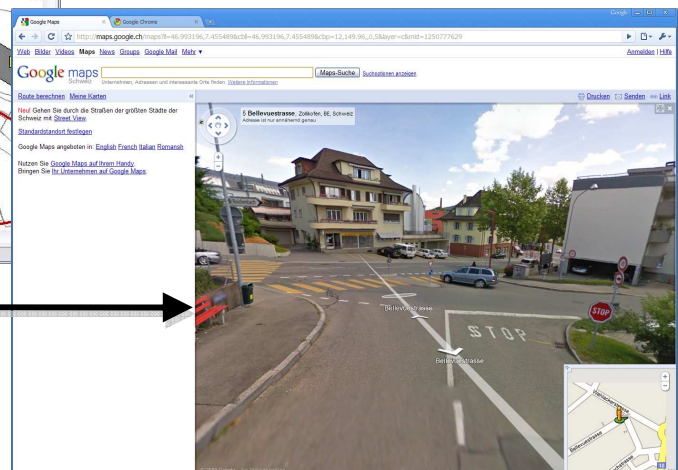 Google
Google Maps
Google Chrome
http://maps.google.ch/maps?ll=46.993196,7.455489&cbll=46.993196,7.455489&cbp=12,149.96,,0,5&layer=c&mid=1250777629
Web Bilder Videos Maps News Groups Google Mail Mehr ▼
Anmelden | Hilfe
Google maps
Schweiz
Maps-Suche
Suchoptionen anzeigen
Unternehmen, Adressen und interessante Orte finden. Weitere Informationen
Route berechnen Meine Karten
Drucken Senden Link
Neu! Gehen Sie durch die Straßen der größten Städte der
Schweiz mit Street View.
Standardstandort festlegen
Google Maps angeboten in: English French Italian Romansh
Nutzen Sie Google Maps auf Ihrem Handy.
Bringen Sie Ihr Unternehmen auf Google Maps.
5 Bellevuestrasse, Zollikofen, BE, Schweiz
Adresse ist nur annähernd genau
STOP
Bellevuestrasse
STOP
Bellevuestrasse
Bellevuestrasse